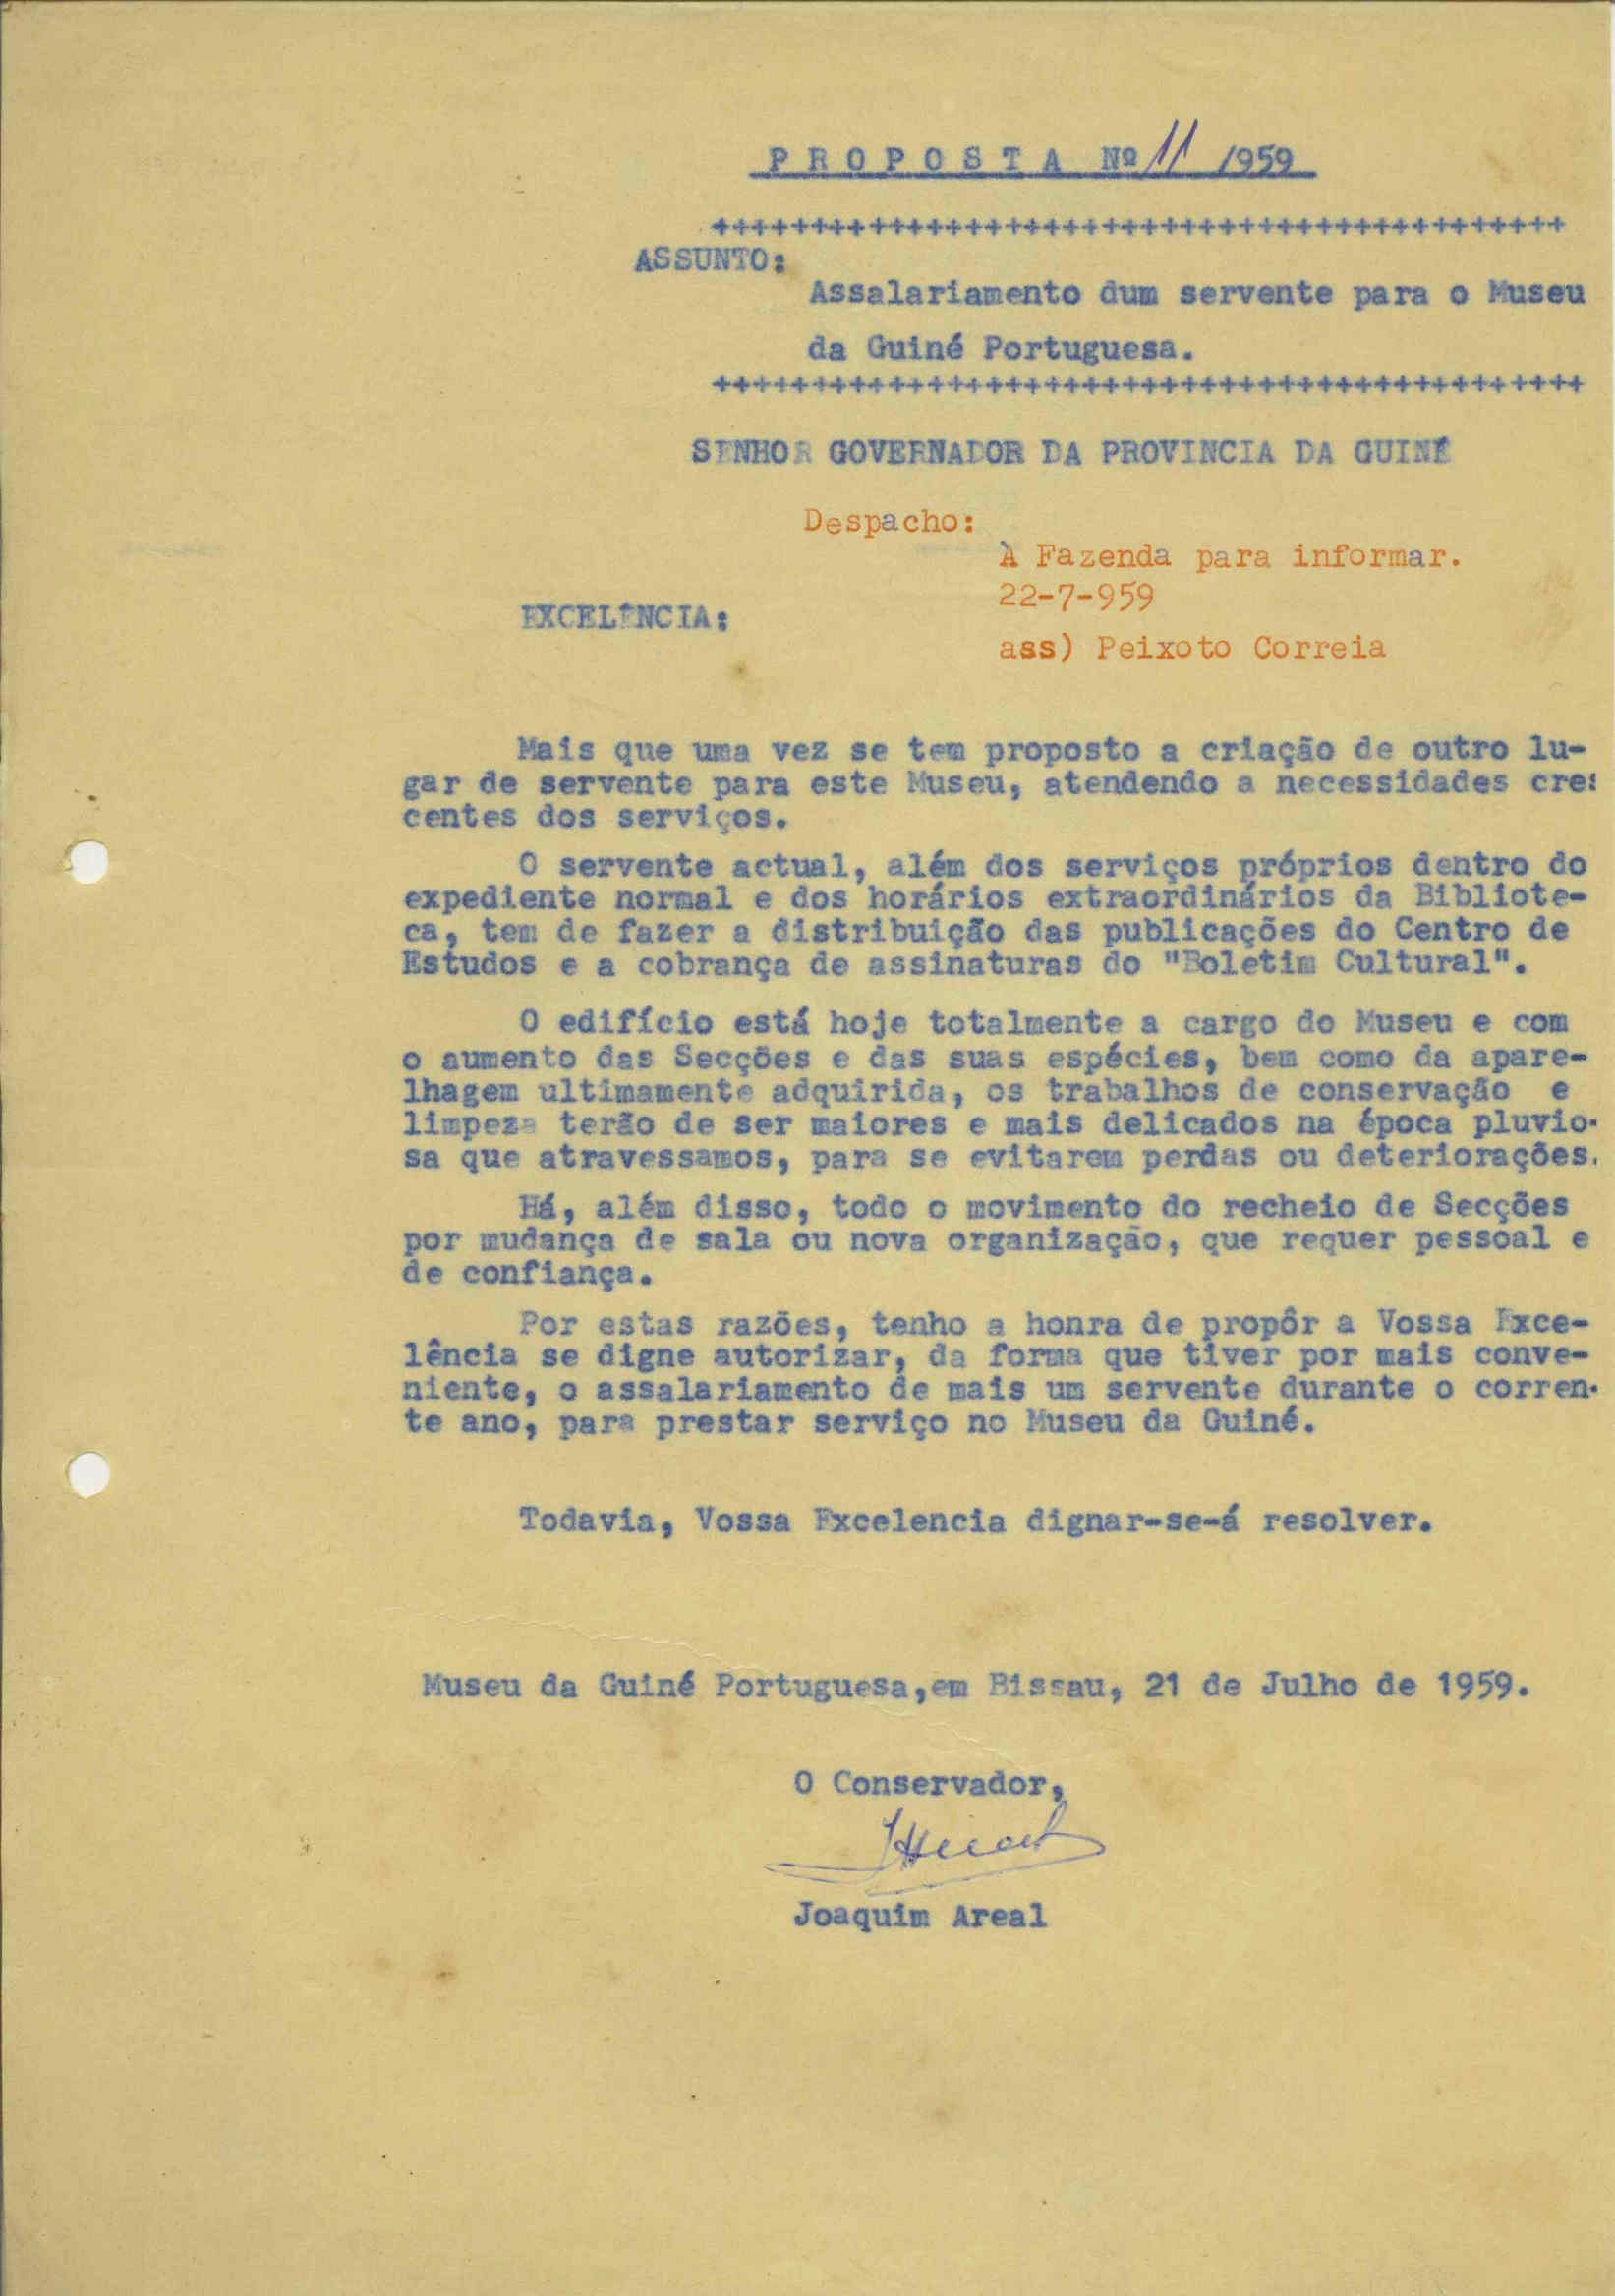 PROPOSTA Nº 11 /1959
++++++++++++++++++++++++++++++++++++++++++++
ASSUNTO:
Assalariamento dum servente para o Museu
da Guiné Portuguesa.
+++++++++++++++++++++++++++++++++++++++++++++
SENHOR GOVERNADOR DA PROVINCIA DA GUINÉ
Despacho:
À Fazenda para informar.
22-7-959
EXCELÊNCIA:
ass) Peixoto Correia
Mais que uma vez se tem proposto a criação de outro lu-
gar de servente para este Museu, atendendo a necessidades cres
centes dos serviços.
O servente actual, além dos serviços próprios dentro do
expediente normal e dos horários extraordinários da Bibliote-
ca, tem de fazer a distribuição das publicações do Centro de
Estudos e a cobrança de assinaturas do "Boletim Cultural".
O edifício está hoje totalmente a cargo do Museu e com
o aumento das Secções e das suas espécies, bem como da apare-
lhagem ultimamente adquirida, os trabalhos de conservação e
limpeza terão de ser maiores e mais delicados na época pluvio-
sa que atravessamos, para se evitarem perdas ou deteriorações.
Há, além disso, todo o movimento do recheio de Secções
por mudança de sala ou nova organização, que requer pessoal e
de confiança.
Por estas razões, tenho a honra de propôr a Vossa Exce-
lência se digne autorizar, da forma que tiver por mais conve-
niente, o assalariamento de mais um servente durante o corren-
te ano, para prestar serviço no Museu da Guiné.
Todavia, Vossa Excelencia dignar-se-á resolver.
Museu da Guiné Portuguesa,em Bissau, 21 de Julho de 1959.
O Conservador,
Joaquim Areal